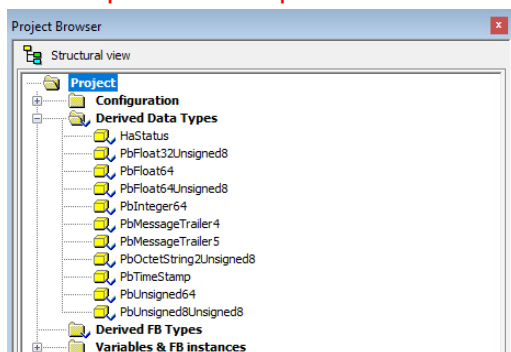 Project Browser
x
Structural view
Project
Configuration
Derived Data Types
HaStatus
PbFloat32Unsigned8
PbFloat64
PbFloat64Unsigned8
PbInteger64
PbMessageTrailer4
PbMessageTrailer5
PbOctetString2Unsigned8
PbTimeStamp
PbUnsigned64
PbUnsigned8Unsigned8
Derived FB Types
Variables & FB instances